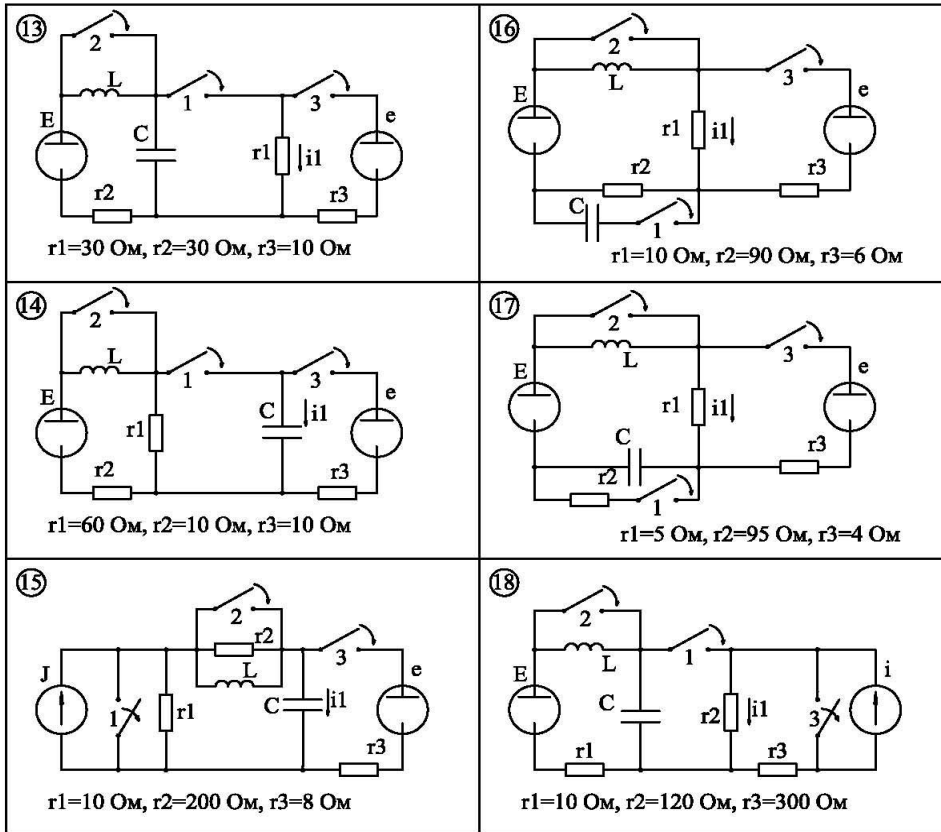 13
2
L
1
3
E
C
r1
i1
e
r2
r3
r1=30 Ом, r2=30 Ом, r3=10 Ом
16
2
L
3
E
e
r1
i1
r2
r3
C
1
r1=10 Ом, r2=90 Ом, r3=6 Ом
14
2
L
1
3
E
r1
C
i1
e
r2
r3
r1=60 Ом, r2=10 Ом, r3=10 Ом
17
2
L
3
E
e
r1
i1
C
r2
r3
1
r1=5 Ом, r2=95 Ом, r3=4 Ом
15
2
r2
3
J
L
e
1
r1
C
i1
r3
r1=10 Ом, r2=200 Ом, r3=8 Ом
18
2
L
1
E
i
C
r2
i1
3
r1
r3
r1=10 Ом, r2=120 Ом, r3=300 Ом